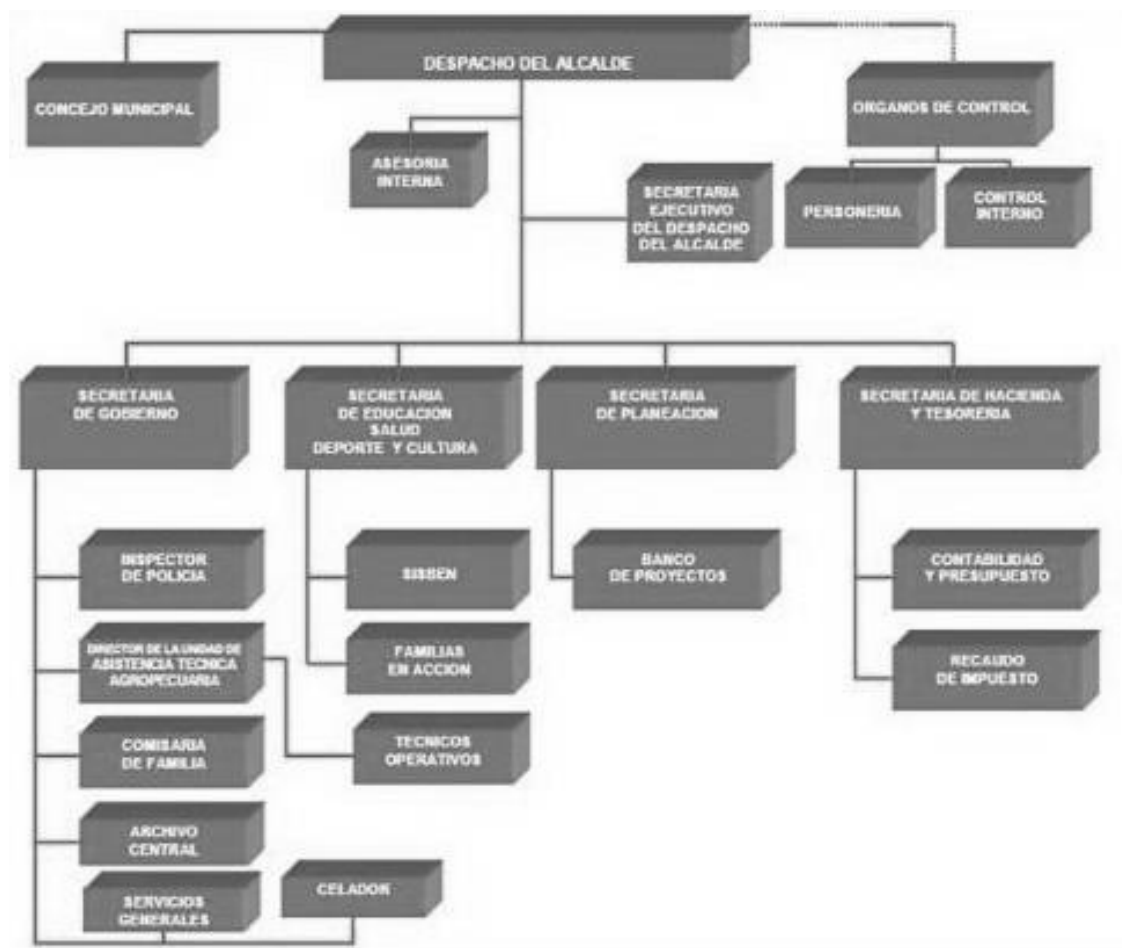 DESPACHO DEL ALCALDE
CONCEJO MUNICIPAL
ORGANOS DE CONTROL
ASESORIA
INTERNA
SECRETARIA
EJECUTIVO
DEL DESPACHO
DEL ALCALDE
PERSONERIA
CONTROL
INTERNO
SECRETARIA
DE GOBIERNO
SECRETARIA
DE EDUCACION
SALUD
DEPORTE Y CULTURA
SECRETARIA
DE PLANEACION
SECRETARIA DE HACIENDA
Y TESORERIA
INSPECTOR
DE POLICIA
SISBEN
BANCO
DE PROYECTOS
CONTABILIDAD
Y PRESUPUESTO
DIRECTOR DE LA UNIDAD DE
ASISTENCIA TECNICA
AGROPECUARIA
FAMILIAS
EN ACCION
RECAUDO
DE IMPUESTO
COMISARIA
DE FAMILIA
TECNICOS
OPERATIVOS
ARCHIVO
CENTRAL
SERVICIOS
GENERALES
CELADOR